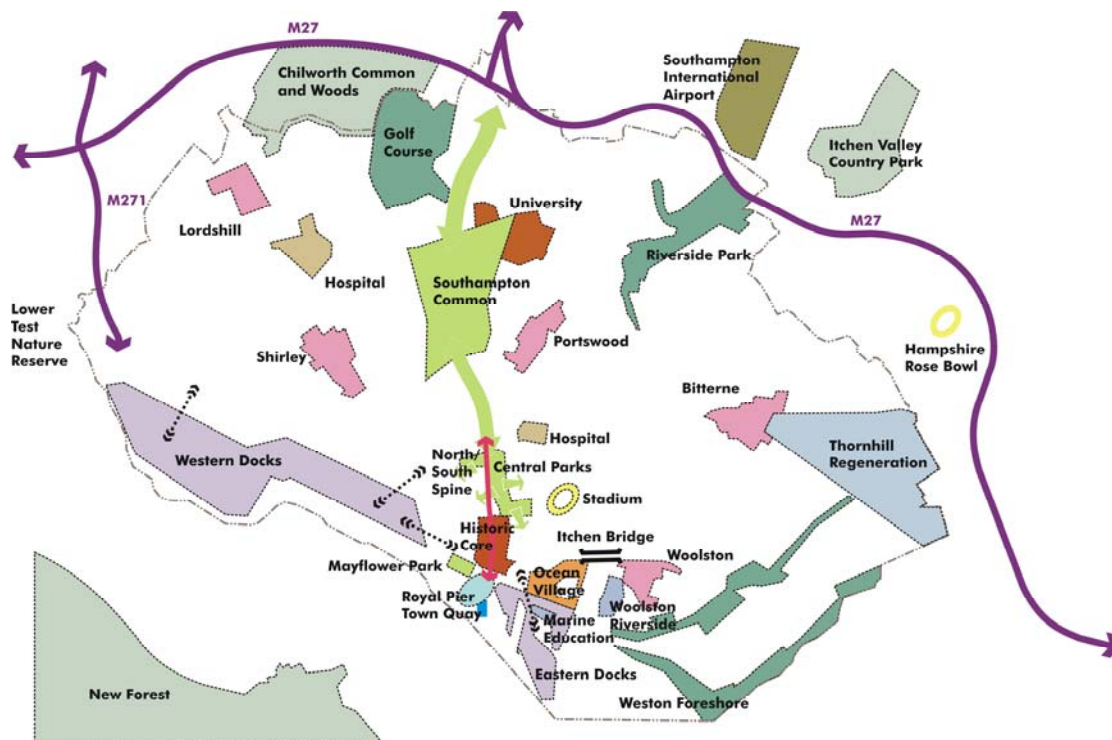 M27
Chilworth Common
and Woods
Southampton
International
Airport
Golf
Course
Itchen Valley
Country Park
M271
Lordshill
University
M27
Hospital
Riverside Park
Southampton
Common
Lower
Test
Nature
Reserve
Shirley
Portswood
Hampshire
Rose Bowl
Bitterne
Western Docks
North/
South
Spine
Hospital
Central Parks
Thornhill
Regeneration
Stadium
Historic
Core
Itchen Bridge
Mayflower Park
Ocean
Village
Woolston
Royal Pier
Town Quay
Marine
Education
Woolston
Riverside
Eastern Docks
New Forest
Weston Foreshore